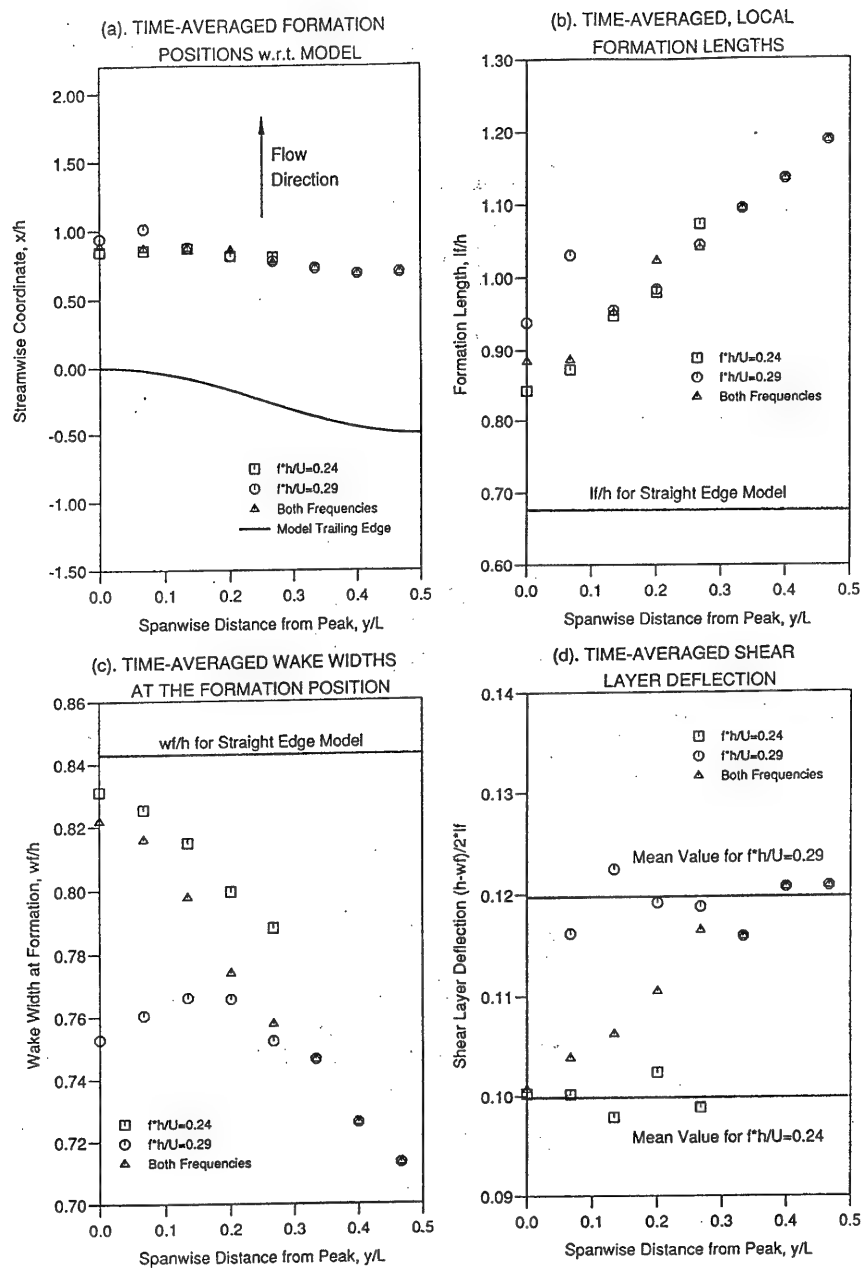 (a). TIME-AVERAGED FORMATION
POSITIONS w.r.t. MODEL
2.00
1.00
0.50
0.00
-0.50
-1.00
-1.50
Streamwise Coordinate, x/h
Flow
Direction
f*h/U=0.24
f*h/U=0.29
Both Frequencies
Model Trailing Edge
0.0 0.1 0.2 0.3 0.4 0.5
Spanwise Distance from Peak, y/L
(b). TIME-AVERAGED, LOCAL
FORMATION LENGTHS
1.30
1.20
1.10
1.00
0.90
0.80
0.70
0.60
Formation Length, lf/h
f*h/U=0.24
f*h/U=0.29
Both Frequencies
lf/h for Straight Edge Model
0.0 0.1 0.2 0.3 0.4 0.5
Spanwise Distance from Peak, y/L
(c). TIME-AVERAGED WAKE WIDTHS
AT THE FORMATION POSITION
0.86
0.84
0.82
0.80
0.78
0.76
0.74
0.72
0.70
Wake Width at Formation, wf/h
wf/h for Straight Edge Model
f*h/U=0.24
f*h/U=0.29
Both Frequencies
0.0 0.1 0.2 0.3 0.4 0.5
Spanwise Distance from Peak, y/L
(d). TIME-AVERAGED SHEAR
LAYER DEFLECTION
0.14
0.13
0.12
0.11
0.10
0.09
Shear Layer Deflection (h-wf)/2*lf
f*h/U=0.24
f*h/U=0.29
Both Frequencies
Mean Value for f*h/U=0.29
Mean Value for f*h/U=0.24
0.0 0.1 0.2 0.3 0.4 0.5
Spanwise Distance from Peak, y/L